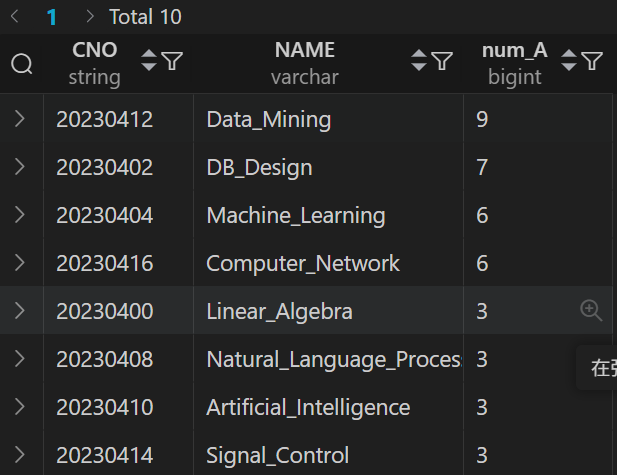 1 Total 10
CNO NAME num_A
string varchar bigint
20230412 Data_Mining 9
20230402 DB_Design 7
20230404 Machine_Learning 6
20230416 Computer_Network 6
20230400 Linear_Algebra 3
20230408 Natural_Language_Proces 3
在
20230410 Artificial_Intelligence 3
20230414 Signal_Control 3